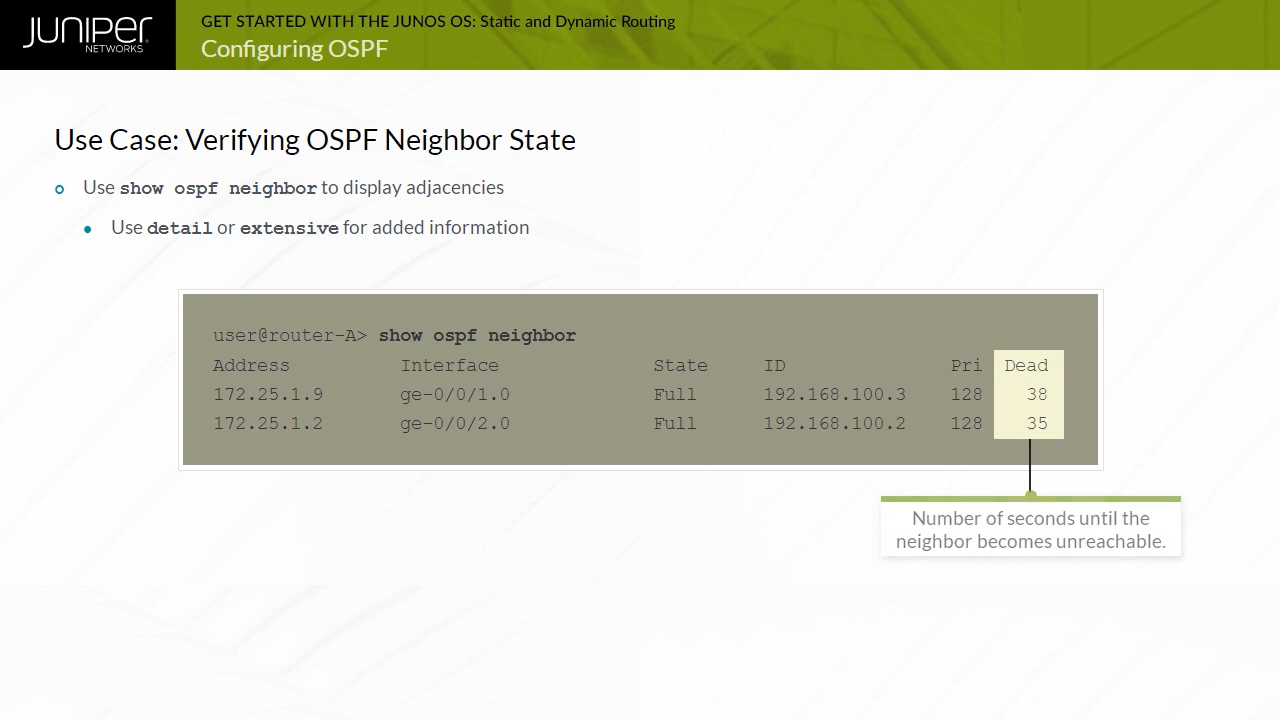 JUNIPER
NETWORKS
GET STARTED WITH THE JUNOS OS: Static and Dynamic Routing
Configuring OSPF
Use Case: Verifying OSPF Neighbor State
Use show ospf neighbor to display adjacencies
Use detail or extensive for added information
user@router-A> show ospf neighbor
Address Interface State ID Pri Dead
172.25.1.9 ge-0/0/1.0 Full 192.168.100.3 128 38
172.25.1.2 ge-0/0/2.0 Full 192.168.100.2 128 35
Number of seconds until the
neighbor becomes unreachable.